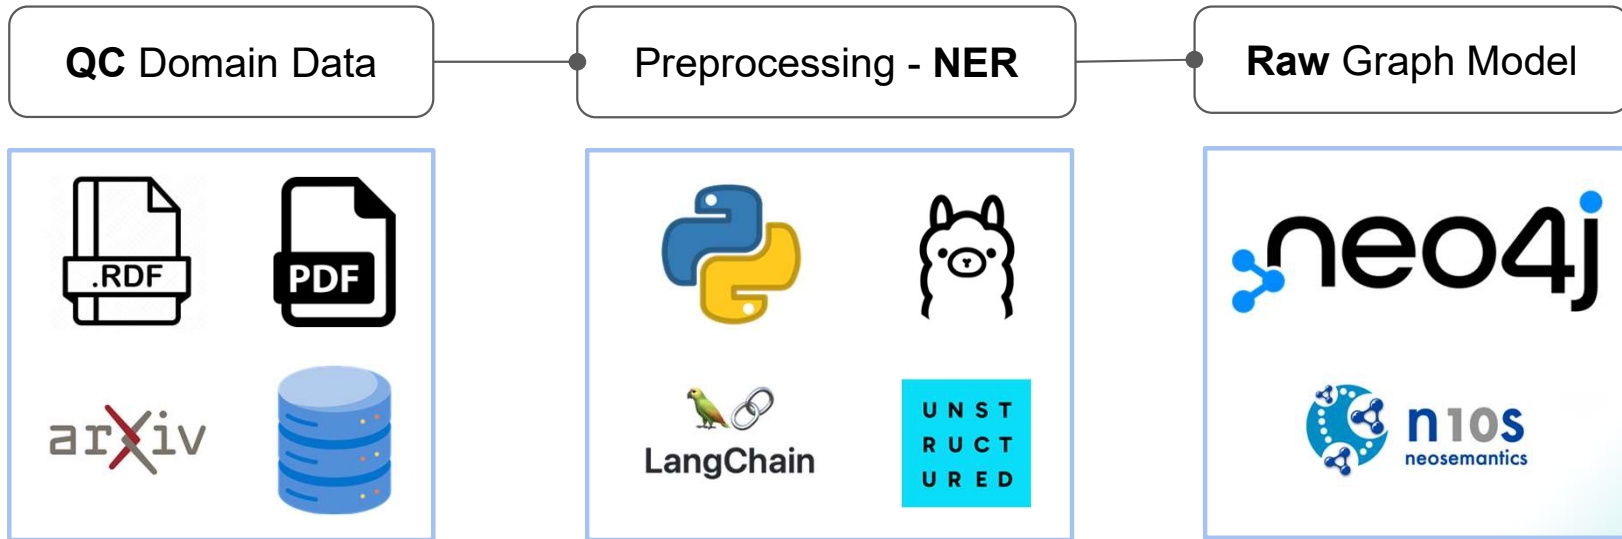 QC Domain Data
Preprocessing - NER
Raw Graph Model
.RDF
PDF
arXiv
LangChain
UNST
RUCT
URED
neo4j
n10s
neosemantics